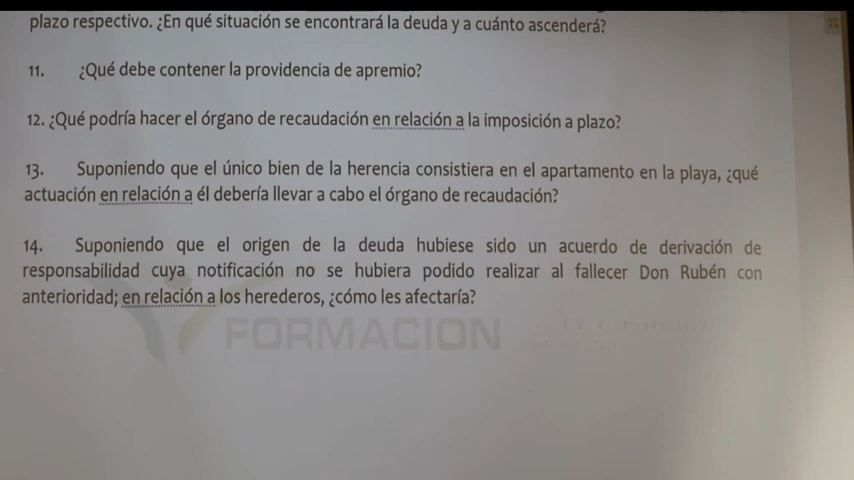 plazo respectivo. ¿En qué situación se encontrará la deuda y a cuánto ascenderá?
11. ¿Qué debe contener la providencia de apremio?
12. ¿Qué podría hacer el órgano de recaudación en relación a la imposición a plazo?
13. Suponiendo que el único bien de la herencia consistiera en el apartamento en la playa, ¿qué
actuación en relación a él debería llevar a cabo el órgano de recaudación?
14. Suponiendo que el origen de la deuda hubiese sido un acuerdo de derivación de
responsabilidad cuya notificación no se hubiera podido realizar al fallecer Don Rubén con
anterioridad; en relación a los herederos, ¿cómo les afectaría?
FORMACION